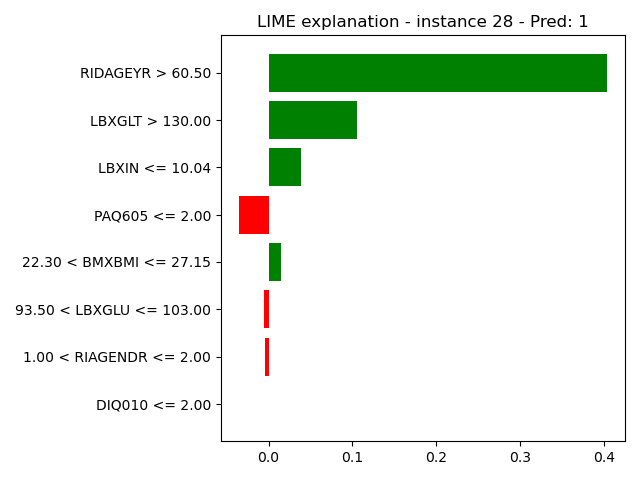 LIME explanation - instance 28 - Pred: 1
RIDAGEYR > 60.50
LBXGLT > 130.00
LBXIN <= 10.04
PAQ605 <= 2.00
22.30 < BMXBMI <= 27.15
93.50 < LBXGLU <= 103.00
1.00 < RIAGENDR <= 2.00
DIQ010 <= 2.00
0.0 0.1 0.2 0.3 0.4